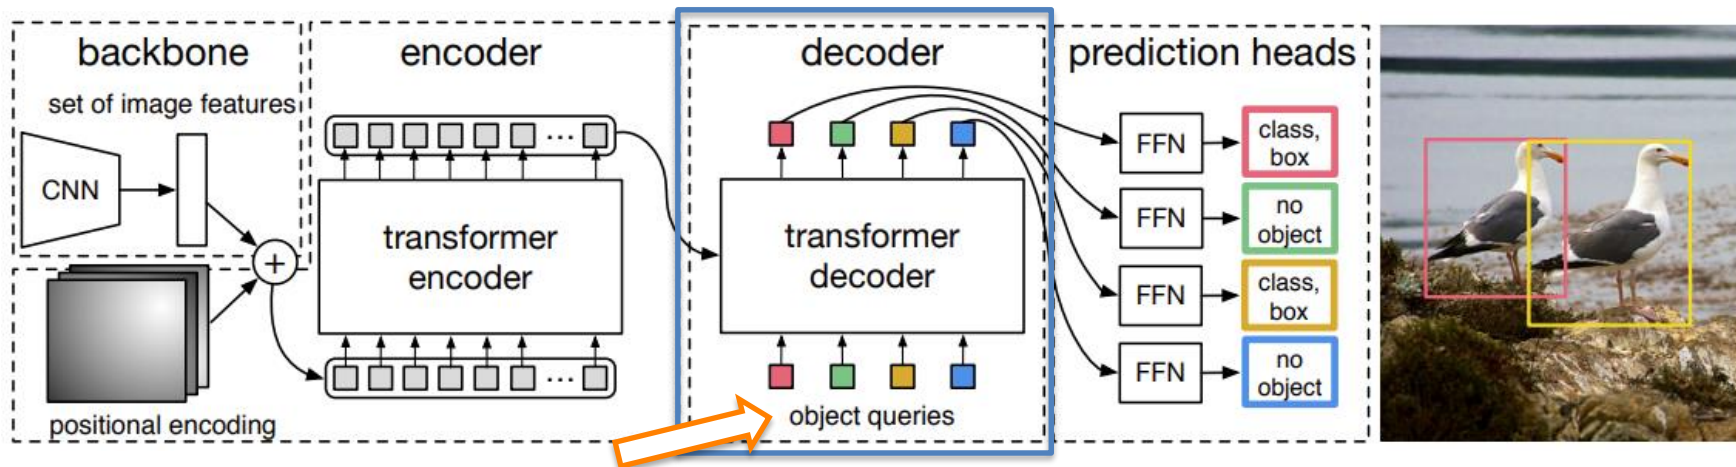 backbone
set of image features
CNN
+
positional encoding
encoder
...
transformer
encoder
...
decoder
transformer
decoder
object queries
prediction heads
FFN
class,
box
FFN
no
object
FFN
class,
box
FFN
no
object